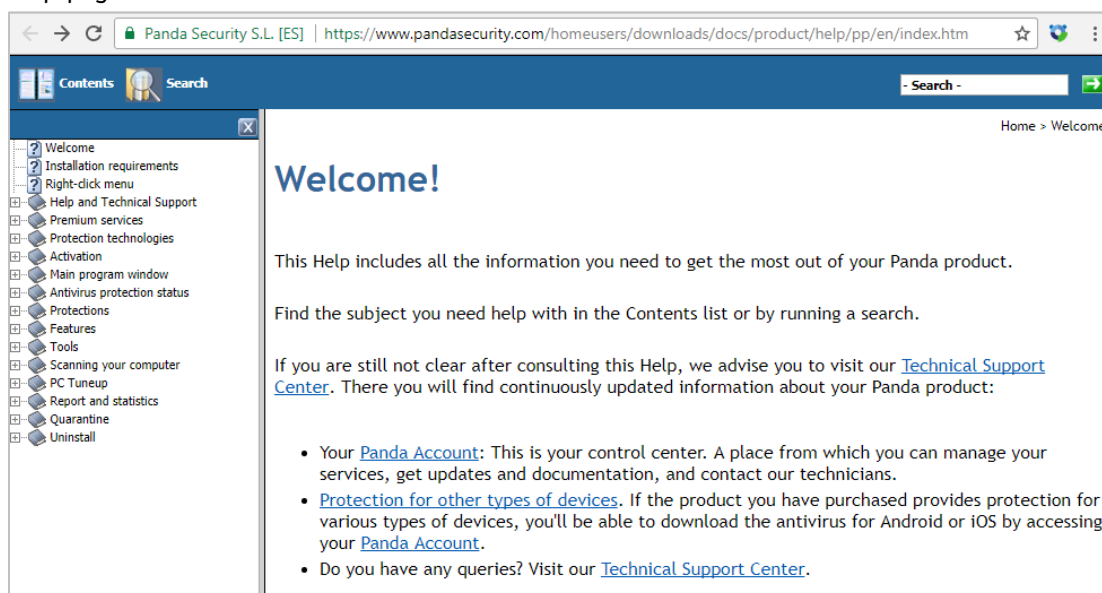 Panda Security S.L. [ES] | https://www.pandasecurity.com/homeusers/downloads/docs/product/help/pp/en/index.htm
Contents Search - Search -
Home > Welcome
Welcome
Installation requirements
Right-click menu
Help and Technical Support
Premium services
Protection technologies
Activation
Main program window
Antivirus protection status
Protections
Features
Tools
Scanning your computer
PC Tuneup
Report and statistics
Quarantine
Uninstall
Welcome!
This Help includes all the information you need to get the most out of your Panda product.
Find the subject you need help with in the Contents list or by running a search.
If you are still not clear after consulting this Help, we advise you to visit our Technical Support
Center. There you will find continuously updated information about your Panda product:
• Your Panda Account: This is your control center. A place from which you can manage your
services, get updates and documentation, and contact our technicians.
• Protection for other types of devices. If the product you have purchased provides protection for
various types of devices, you'll be able to download the antivirus for Android or iOS by accessing
your Panda Account.
• Do you have any queries? Visit our Technical Support Center.